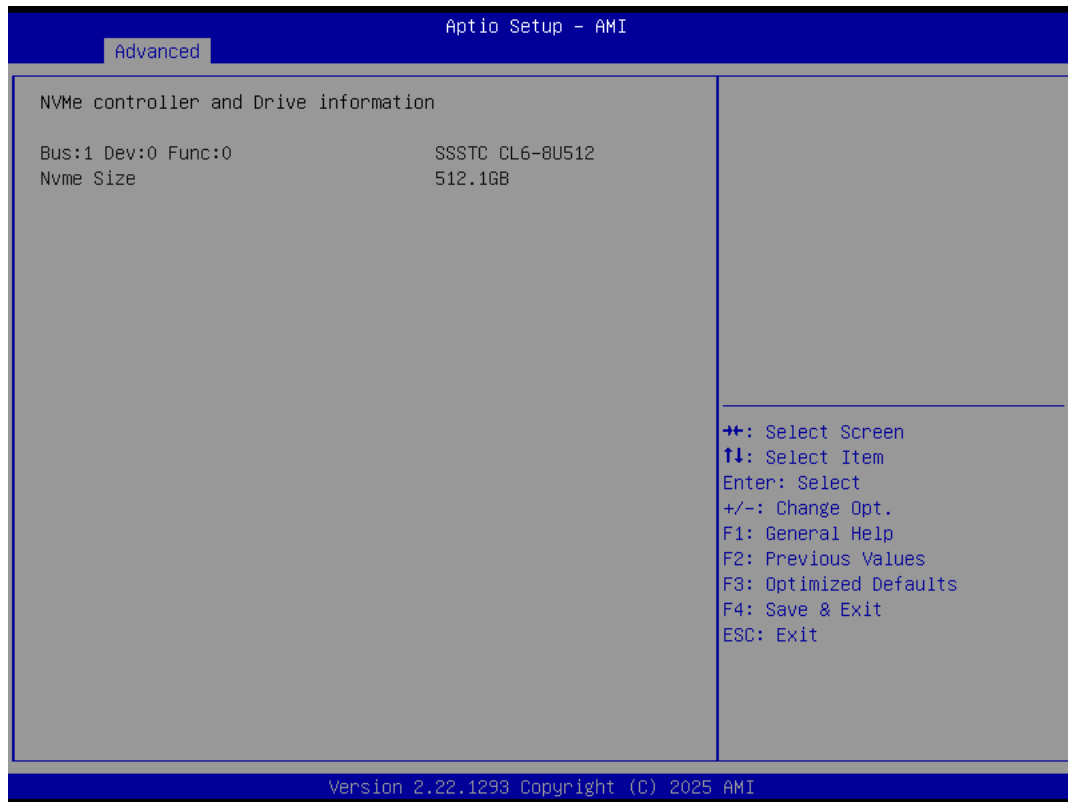 Aptio Setup – AMI
Advanced
NVMe controller and Drive information
Bus:1 Dev:0 Func:0 SSSTC CL6-8U512
Nvme Size 512.1GB
→←: Select Screen
↑↓: Select Item
Enter: Select
+/-: Change Opt.
F1: General Help
F2: Previous Values
F3: Optimized Defaults
F4: Save & Exit
ESC: Exit
Version 2.22.1293 Copyright (C) 2025 AMI